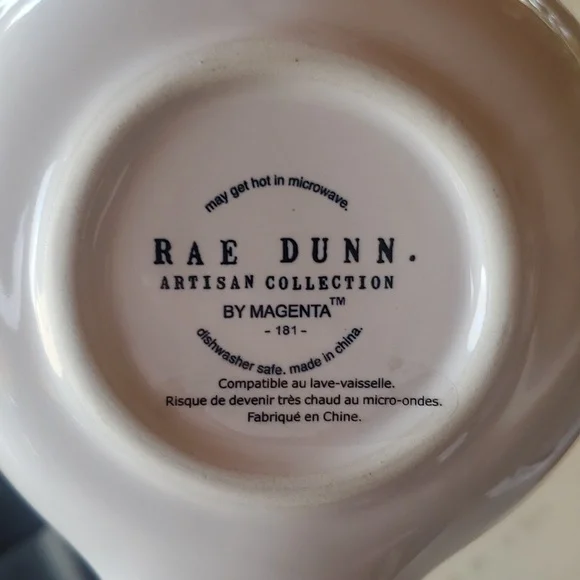 may get hot in microwave.
RAE DUNN.
ARTISAN COLLECTION
BY MAGENTA™
- 181 -
dishwasher safe. made in china.
Compatible au lave-vaisselle.
Risque de devenir très chaud au micro-ondes.
Fabriqué en Chine.